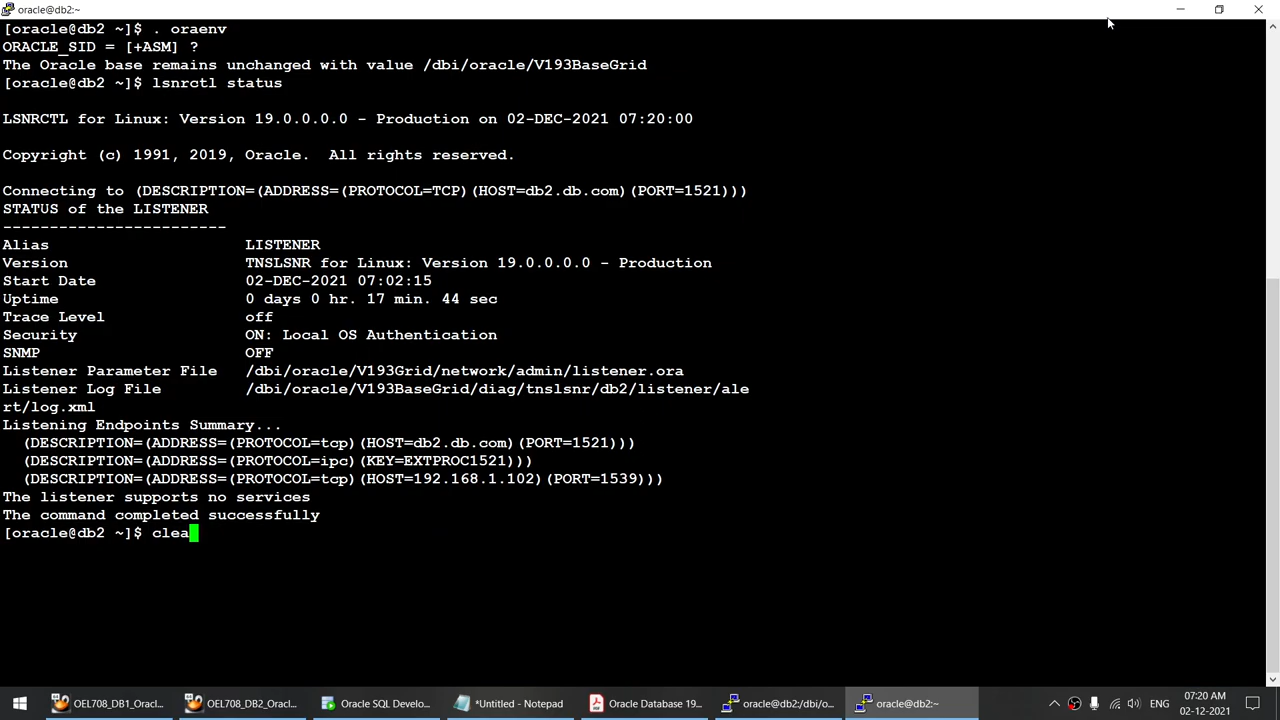 oracle@db2:~
[oracle@db2 ~]$ . oraenv
ORACLE_SID = [+ASM] ?
The Oracle base remains unchanged with value /dbi/oracle/V193BaseGrid
[oracle@db2 ~]$ lsnrctl status
LSNRCTL for Linux: Version 19.0.0.0.0 - Production on 02-DEC-2021 07:20:00
Copyright (c) 1991, 2019, Oracle.  All rights reserved.
Connecting to (DESCRIPTION=(ADDRESS=(PROTOCOL=TCP)(HOST=db2.db.com)(PORT=1521)))
STATUS of the LISTENER
------------------------
Alias                     LISTENER
Version                   TNSLSNR for Linux: Version 19.0.0.0.0 - Production
Start Date                02-DEC-2021 07:02:15
Uptime                    0 days 0 hr. 17 min. 44 sec
Trace Level               off
Security                  ON: Local OS Authentication
SNMP                      OFF
Listener Parameter File   /dbi/oracle/V193Grid/network/admin/listener.ora
Listener Log File         /dbi/oracle/V193BaseGrid/diag/tnslsnr/db2/listener/ale
rt/log.xml
Listening Endpoints Summary...
  (DESCRIPTION=(ADDRESS=(PROTOCOL=tcp)(HOST=db2.db.com)(PORT=1521)))
  (DESCRIPTION=(ADDRESS=(PROTOCOL=ipc)(KEY=EXTPROC1521)))
  (DESCRIPTION=(ADDRESS=(PROTOCOL=tcp)(HOST=192.168.1.102)(PORT=1539)))
The listener supports no services
The command completed successfully
[oracle@db2 ~]$ clea
OEL708_DB1_Oracl... OEL708_DB2_Oracl... Oracle SQL Develo... *Untitled - Notepad Oracle Database 19... oracle@db2:/dbi/o... oracle@db2:~ ENG 07:20 AM
02-12-2021